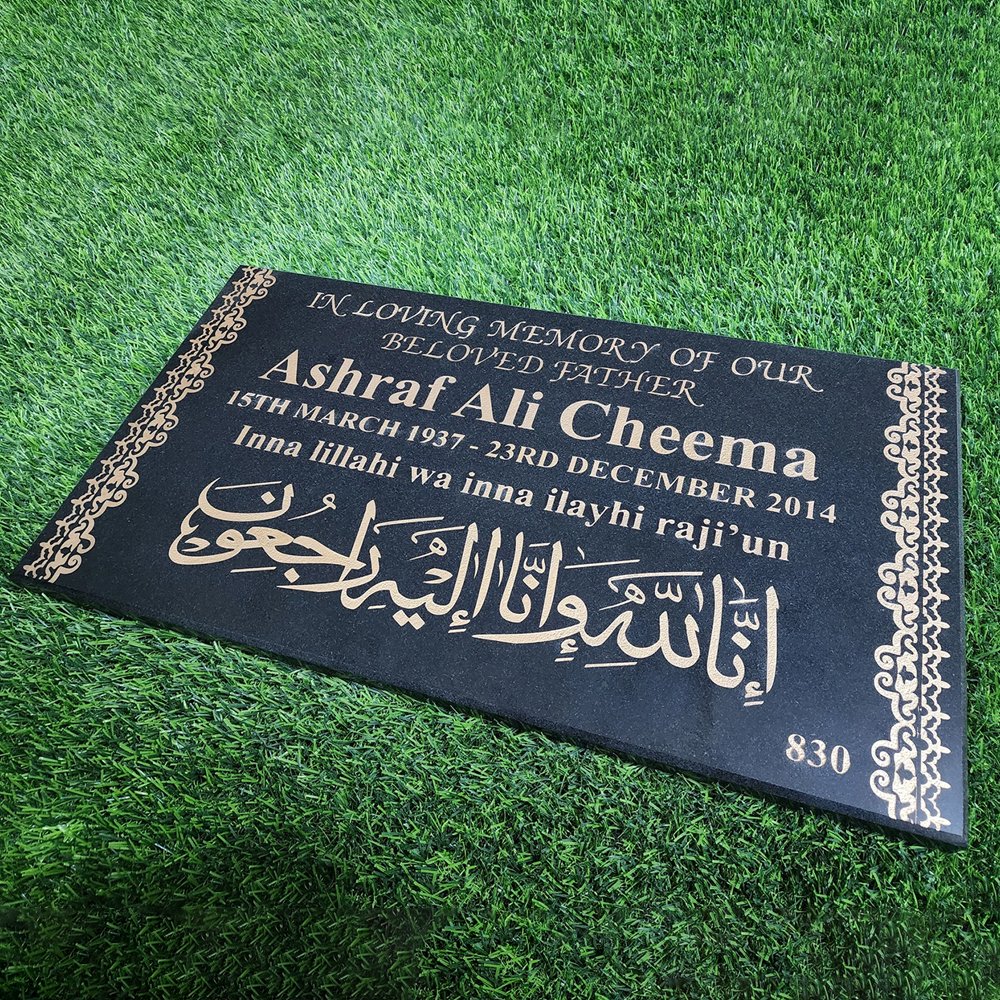 IN LOVING MEMORY OF OUR
BELOVED FATHER
Ashraf Ali Cheema
15TH MARCH 1937 - 23RD DECEMBER 2014
Inna lillahi wa inna ilayhi raji'un
إِنَّا لِلَّهِ وَإِنَّا إِلَيْهِ رَاجِعُونَ
830